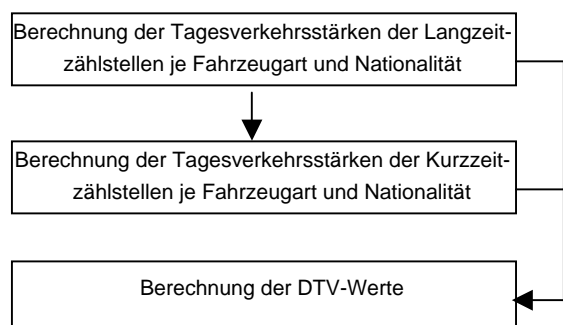 Berechnung der Tagesverkehrsstärken der Langzeit-
zählstellen je Fahrzeugart und Nationalität
Berechnung der Tagesverkehrsstärken der Kurzzeit-
zählstellen je Fahrzeugart und Nationalität
Berechnung der DTV-Werte